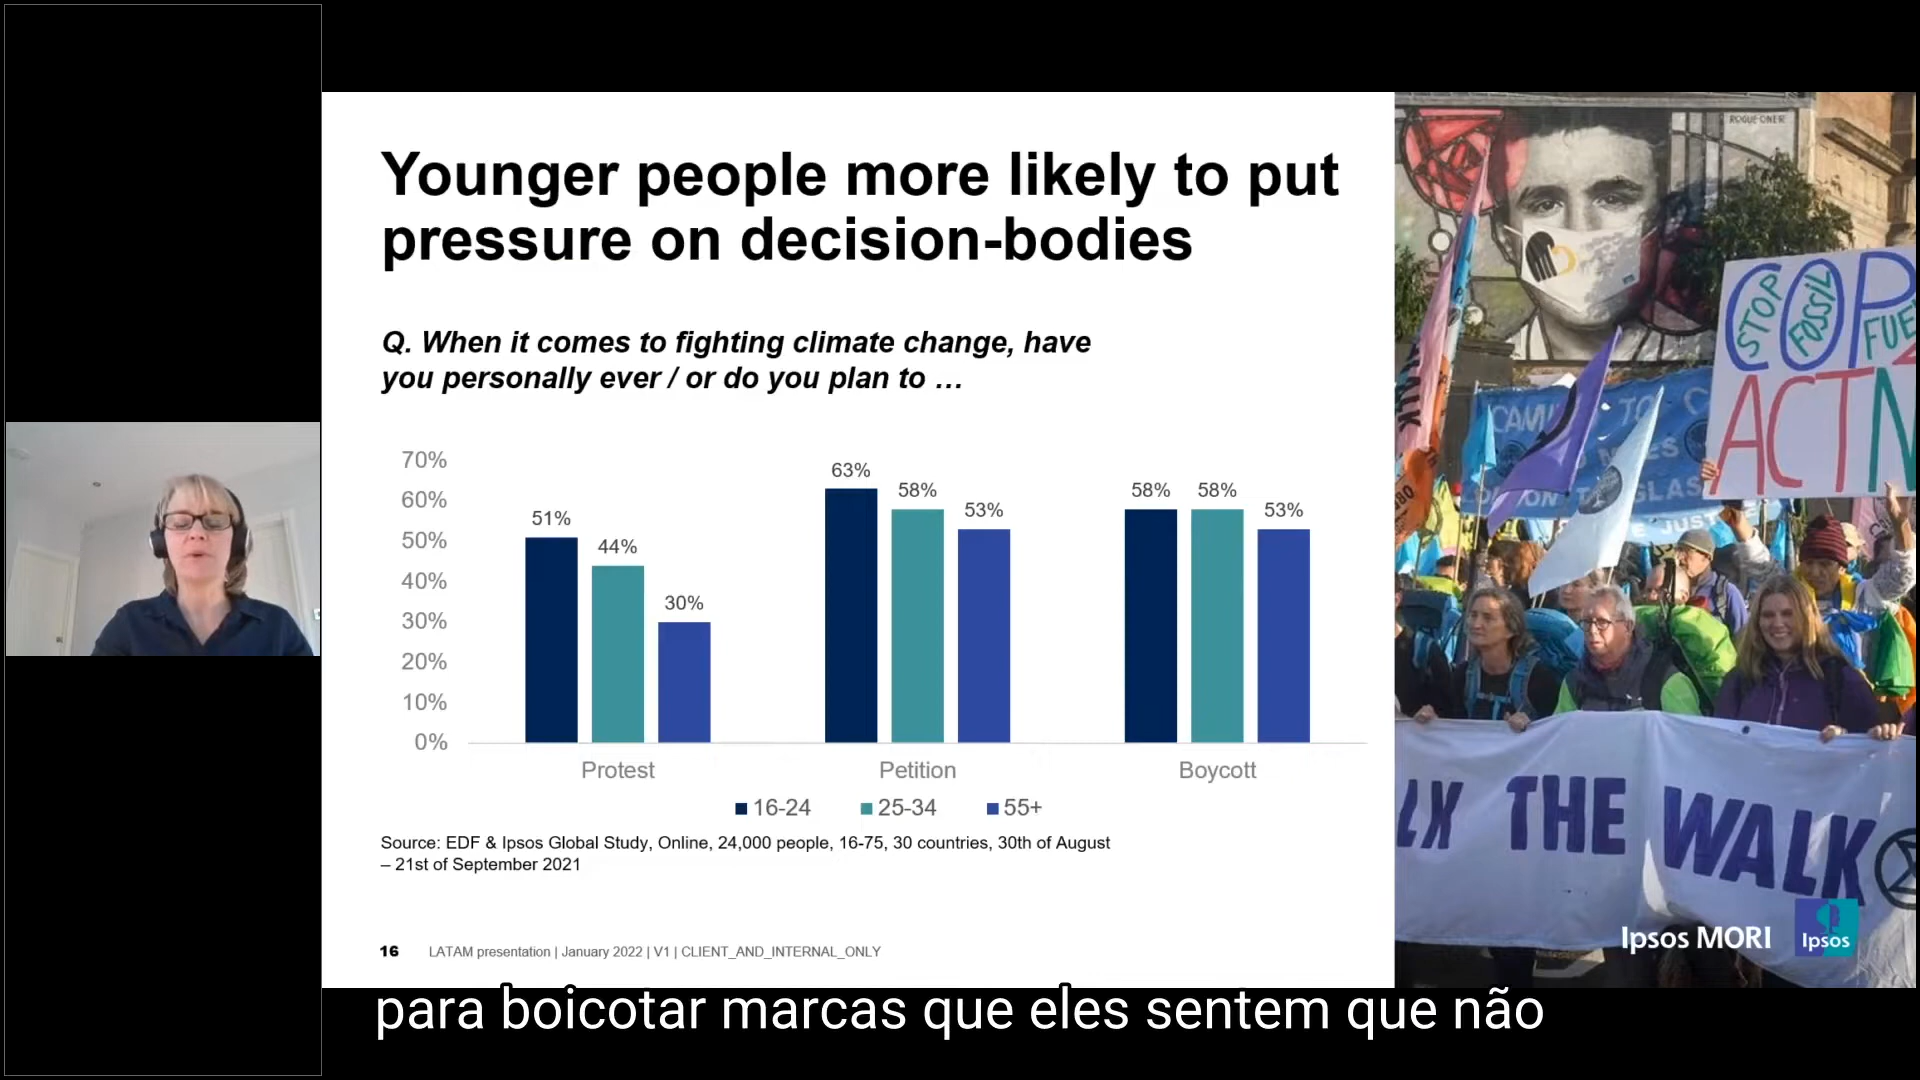 Younger people more likely to put
pressure on decision-bodies
Q. When it comes to fighting climate change, have
you personally ever / or do you plan to …
70%
60%
50%
40%
30%
20%
10%
0%
51%
44%
30%
63%
58%
53%
58%
58%
53%
Protest
Petition
Boycott
16-24
25-34
55+
Source: EDF & Ipsos Global Study, Online, 24,000 people, 16-75, 30 countries, 30th of August
– 21st of September 2021
16
LATAM presentation | January 2022 | V1 | CLIENT_AND_INTERNAL_ONLY
ROGUE-ONE
COP
STOP
FOSSIL
FUE
ACT N
THE WALK
Ipsos MORI
Ipsos
para boicotar marcas que eles sentem que não